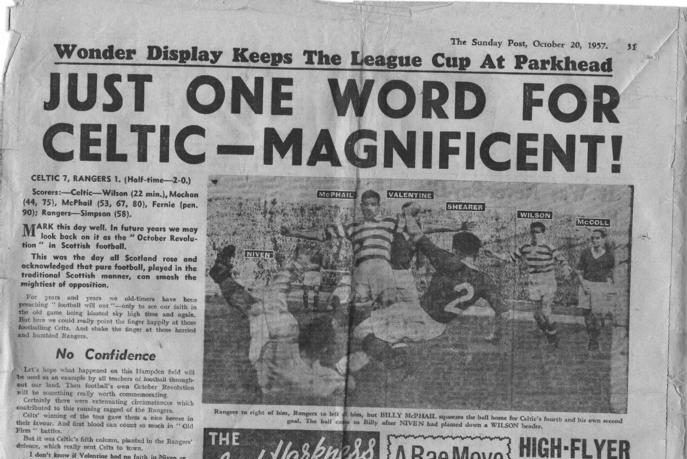 The Sunday Post, October 20, 1957. 31
Wonder Display Keeps The League Cup At Parkhead
JUST ONE WORD FOR
CELTIC—MAGNIFICENT!
CELTIC 7, RANGERS 1. (Half-time—2-0.)
Scorers:—Celtic—Wilson (22 min.), Mochan
(44, 75), McPhail (53, 67, 80), Fernie (pen.
90); Rangers—Simpson (58).
MARK this day well. In future years we may
look back on it as the "October Revolu-
tion" in Scottish football.
This was the day all Scotland rose and
acknowledged that pure football, played in the
traditional Scottish manner, can smash the
mightiest of opposition.
For years and years we old-timers have been
preaching "football will out"—only to see our faith in
the old game being blasted sky high time and again.
But here we could really point the finger happily at those
footballing Celts. And shake the finger at those harried
and humbled Rangers.
No Confidence
Let's hope what happened on this Hampden field will
be used as an example by all teachers of football through-
out our land. Then football's own October Revolution
will be something really worth commemorating.
Certainly there were extenuating circumstances which
contributed to this running ragged of the Rangers.
Celts' winning of the toss gave them a nice breeze in
their favour. And first blood can count so much in "Old
Firm" battles.
But it was Celtic's fifth column, planted in the Rangers'
defence, which really sent Celts to town.
I don't know if Valentine had no faith in Niven or
McPHAIL
VALENTINE
SHEARER
WILSON
McCOLL
NIVEN
2
Rangers to right of him, Rangers to left of him, but BILLY McPHAIL squeezes the ball home for Celtic's fourth and his own second
goal. The ball came to Billy after NIVEN had planted down a WILSON header.
THE
HIGH-FLYER